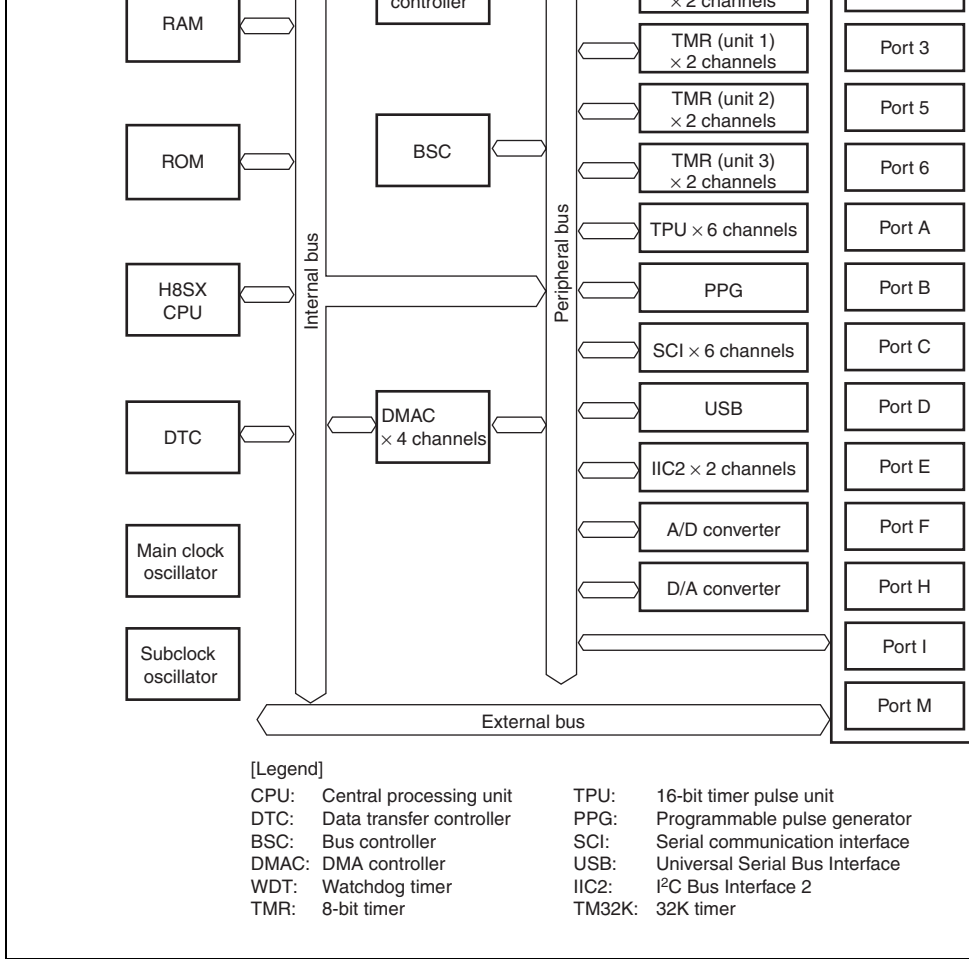 controller
× 2 channels
RAM
TMR (unit 1)
× 2 channels
Port 3
TMR (unit 2)
× 2 channels
Port 5
ROM
BSC
TMR (unit 3)
× 2 channels
Port 6
Internal bus
Peripheral bus
TPU × 6 channels
Port A
H8SX
CPU
PPG
Port B
SCI × 6 channels
Port C
DTC
DMAC
× 4 channels
USB
Port D
IIC2 × 2 channels
Port E
Main clock
oscillator
A/D converter
Port F
D/A converter
Port H
Subclock
oscillator
Port I
Port M
External bus
[Legend]
CPU: Central processing unit
DTC: Data transfer controller
BSC: Bus controller
DMAC: DMA controller
WDT: Watchdog timer
TMR: 8-bit timer
TPU: 16-bit timer pulse unit
PPG: Programmable pulse generator
SCI: Serial communication interface
USB: Universal Serial Bus Interface
IIC2: I²C Bus Interface 2
TM32K: 32K timer